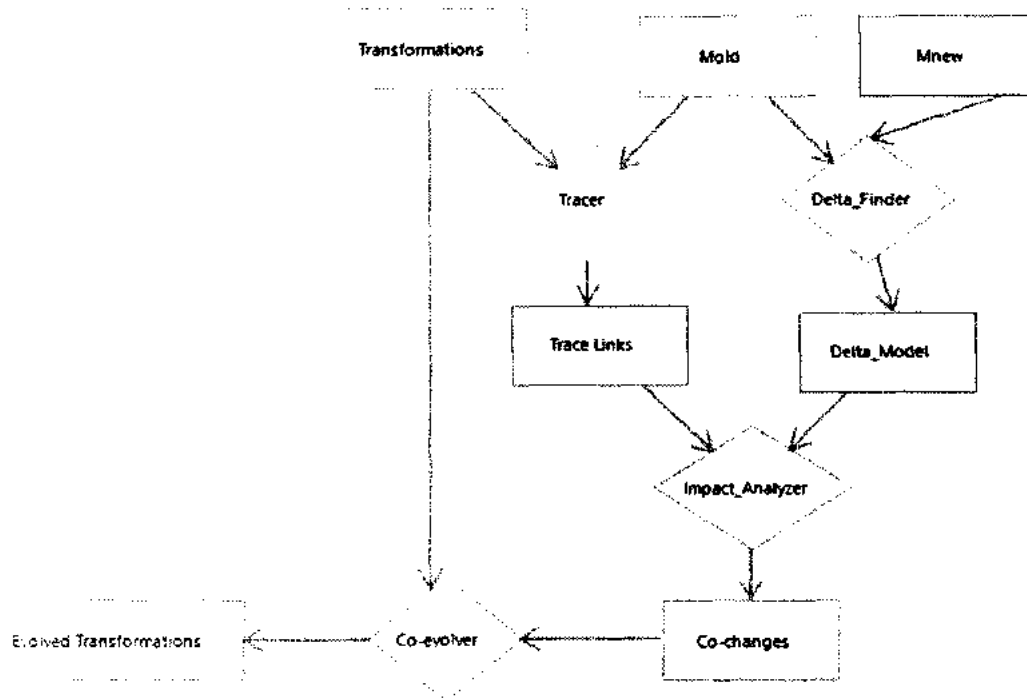 Transformations
Mold
Mnew
Tracer
Delta_Finder
Trace Links
Delta_Model
Impact_Analyzer
Evolved Transformations
Co-evolver
Co-changes